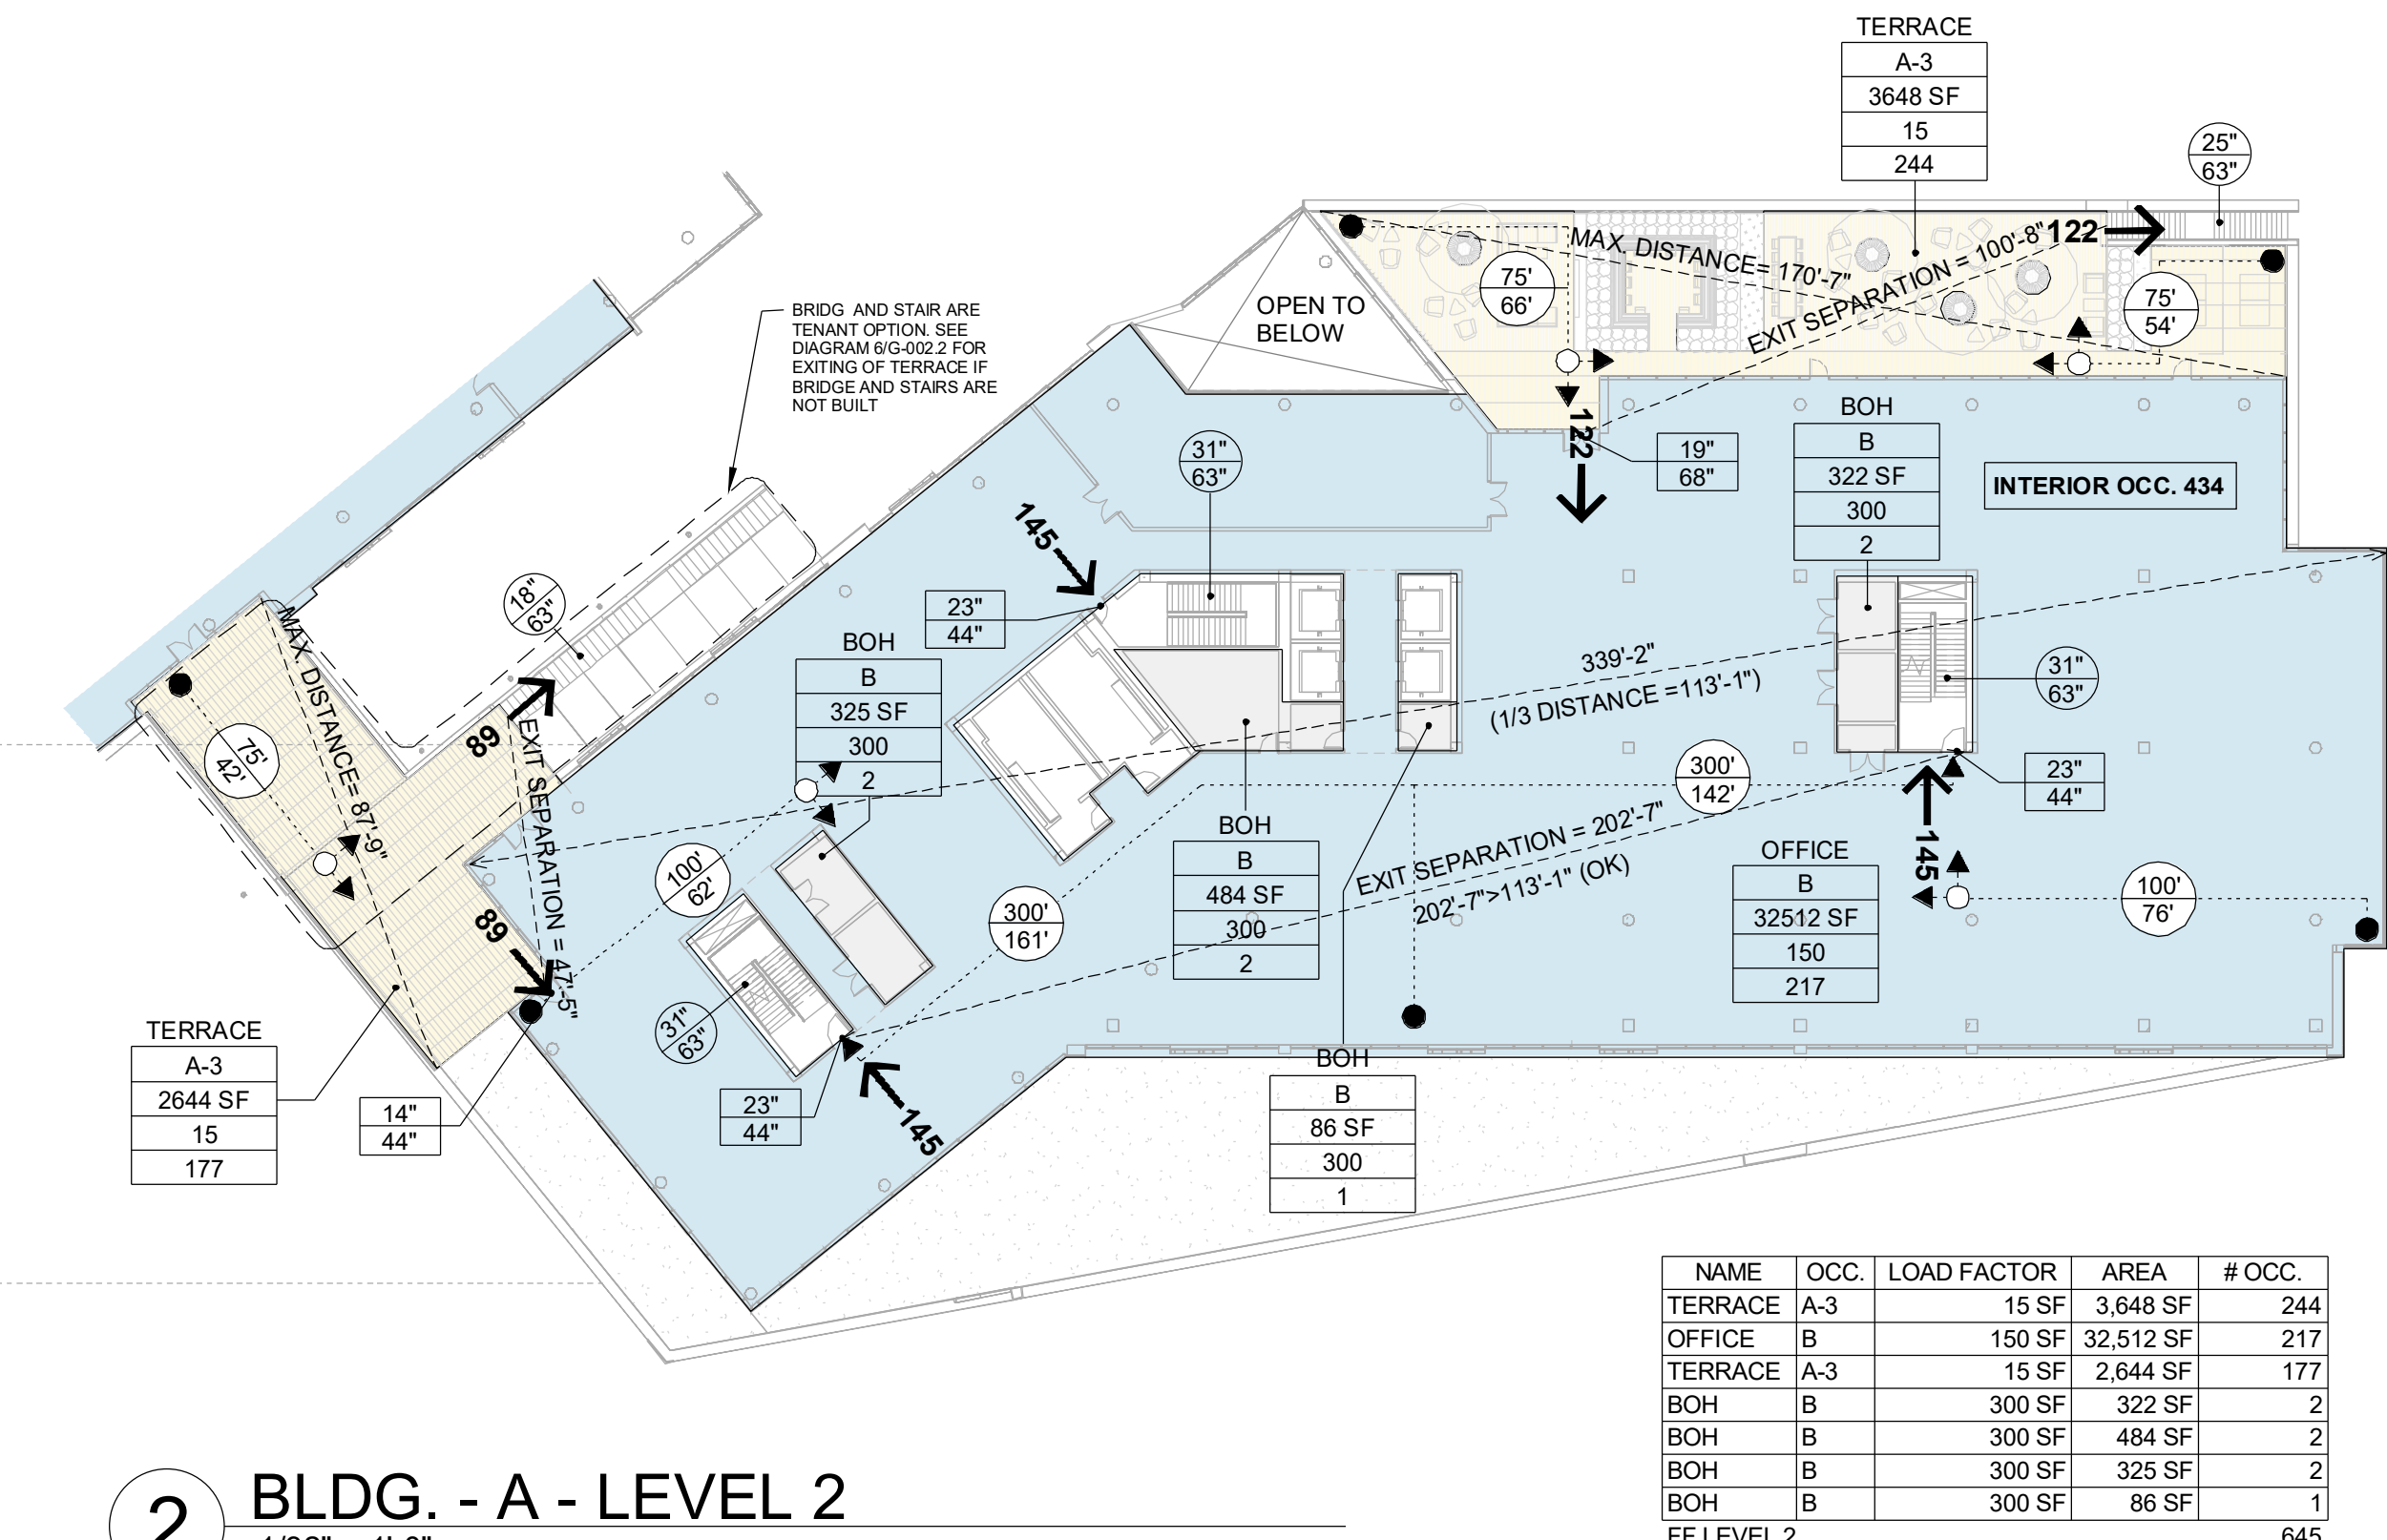 TERRACE
A-3
3648 SF
15
244
25"
63"
MAX. DISTANCE= 170'-7"
EXIT SEPARATION = 100'-8"
122
75'
66'
75'
54'
OPEN TO
BELOW
BRIDG AND STAIR ARE
TENANT OPTION. SEE
DIAGRAM 6/G-002.2 FOR
EXITING OF TERRACE IF
BRIDGE AND STAIRS ARE
NOT BUILT
122
19"
68"
BOH
B
322 SF
300
2
INTERIOR OCC. 434
31"
63"
145
23"
44"
18"
63"
MAX. DISTANCE= 87'-9"
75'
42'
89
EXIT SEPARATION = 47'-5"
89
BOH
B
325 SF
300
2
339'-2"
(1/3 DISTANCE =113'-1")
31"
63"
300'
142'
23"
44"
145
EXIT SEPARATION = 202'-7"
202'-7">113'-1" (OK)
BOH
B
484 SF
300
2
OFFICE
B
32512 SF
150
217
100'
76'
100'
62'
300'
161'
31"
63"
TERRACE
A-3
2644 SF
15
177
14"
44"
23"
44"
145
BOH
B
86 SF
300
1
NAME OCC. LOAD FACTOR AREA # OCC.
TERRACE A-3 15 SF 3,648 SF 244
OFFICE B 150 SF 32,512 SF 217
TERRACE A-3 15 SF 2,644 SF 177
BOH B 300 SF 322 SF 2
BOH B 300 SF 484 SF 2
BOH B 300 SF 325 SF 2
BOH B 300 SF 86 SF 1
EF LEVEL 2 645
2
BLDG. - A - LEVEL 2